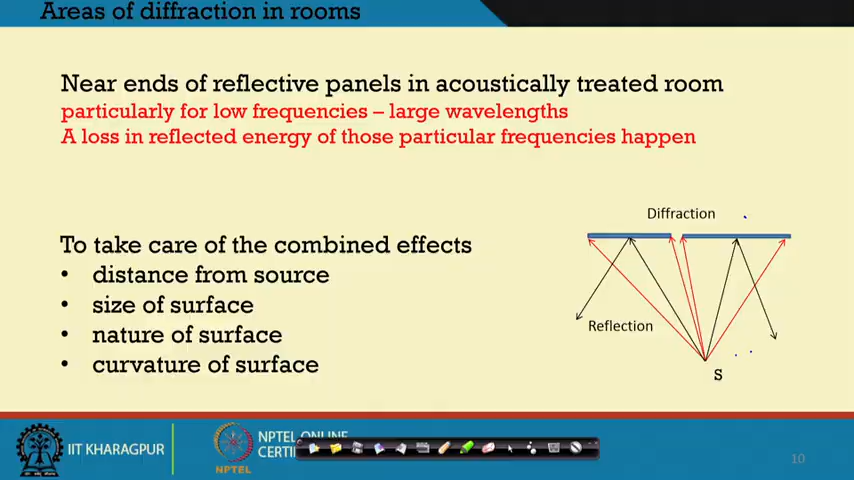 Areas of diffraction in rooms
Near ends of reflective panels in acoustically treated room
particularly for low frequencies – large wavelengths
A loss in reflected energy of those particular frequencies happen
To take care of the combined effects
• distance from source
• size of surface
• nature of surface
• curvature of surface
Diffraction
Reflection
S
IIT KHARAGPUR
NPTEL
NPTEL ONLINE
CERTI
10